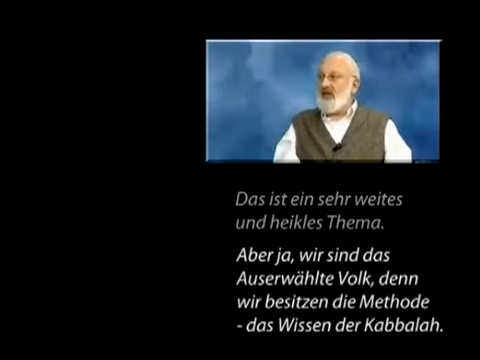 Das ist ein sehr weites
und heikles Thema.
Aber ja, wir sind das
Auserwählte Volk, denn
wir besitzen die Methode
- das Wissen der Kabbalah.